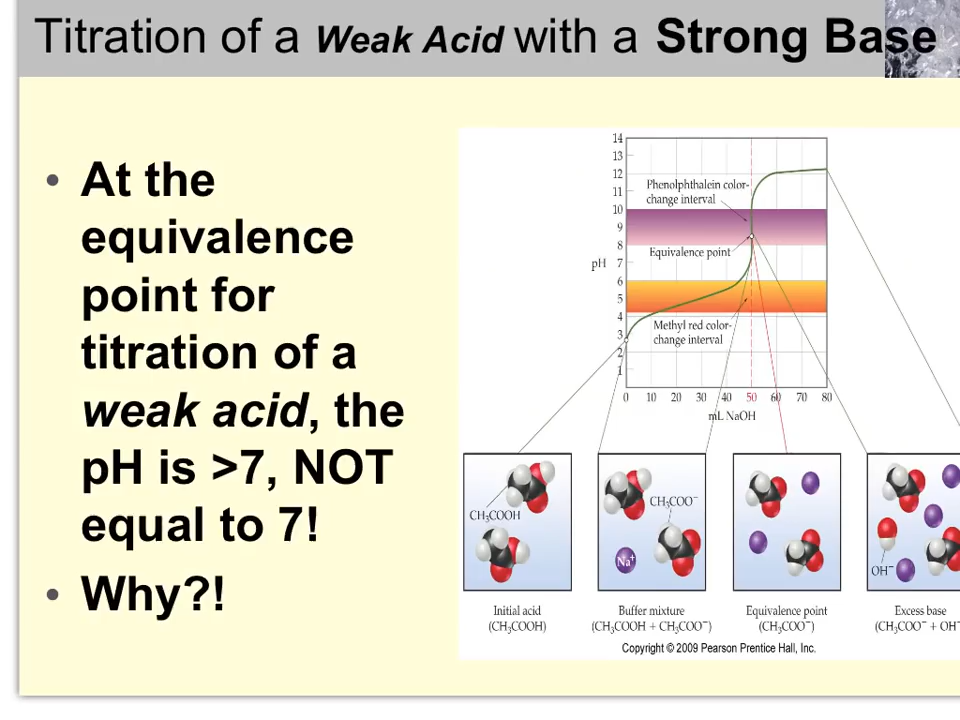 Titration of a Weak Acid with a Strong Base
• At the
equivalence
point for
titration of a
weak acid, the
pH is >7, NOT
equal to 7!
• Why?!
14
13
12
11
10
9
8
7
6
5
4
3
2
1
pH
Phenolphthalein color-
change interval
Equivalence point
Methyl red color-
change interval
0 10 20 30 40 50 60 70 80
mL NaOH
CH₃COOH
CH₃COO⁻
Na⁺
OH⁻
Initial acid
(CH₃COOH)
Buffer mixture
(CH₃COOH + CH₃COO⁻)
Equivalence point
(CH₃COO⁻)
Excess base
(CH₃COO⁻ + OH⁻
Copyright © 2009 Pearson Prentice Hall, Inc.